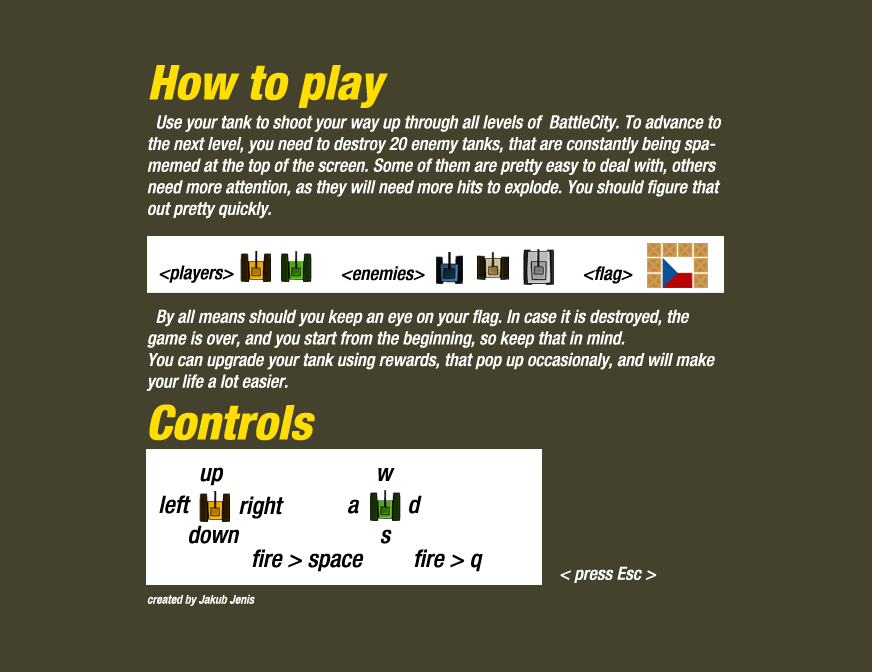 How to play
Use your tank to shoot your way up through all levels of BattleCity. To advance to
the next level, you need to destroy 20 enemy tanks, that are constantly being spa-
memed at the top of the screen. Some of them are pretty easy to deal with, others
need more attention, as they will need more hits to explode. You should figure that
out pretty quickly.
<players> <enemies> <flag>
By all means should you keep an eye on your flag. In case it is destroyed, the
game is over, and you start from the beginning, so keep that in mind.
You can upgrade your tank using rewards, that pop up occasionaly, and will make
your life a lot easier.
Controls
up w
left right a d
down s
fire > space fire > q
< press Esc >
created by Jakub Jenis